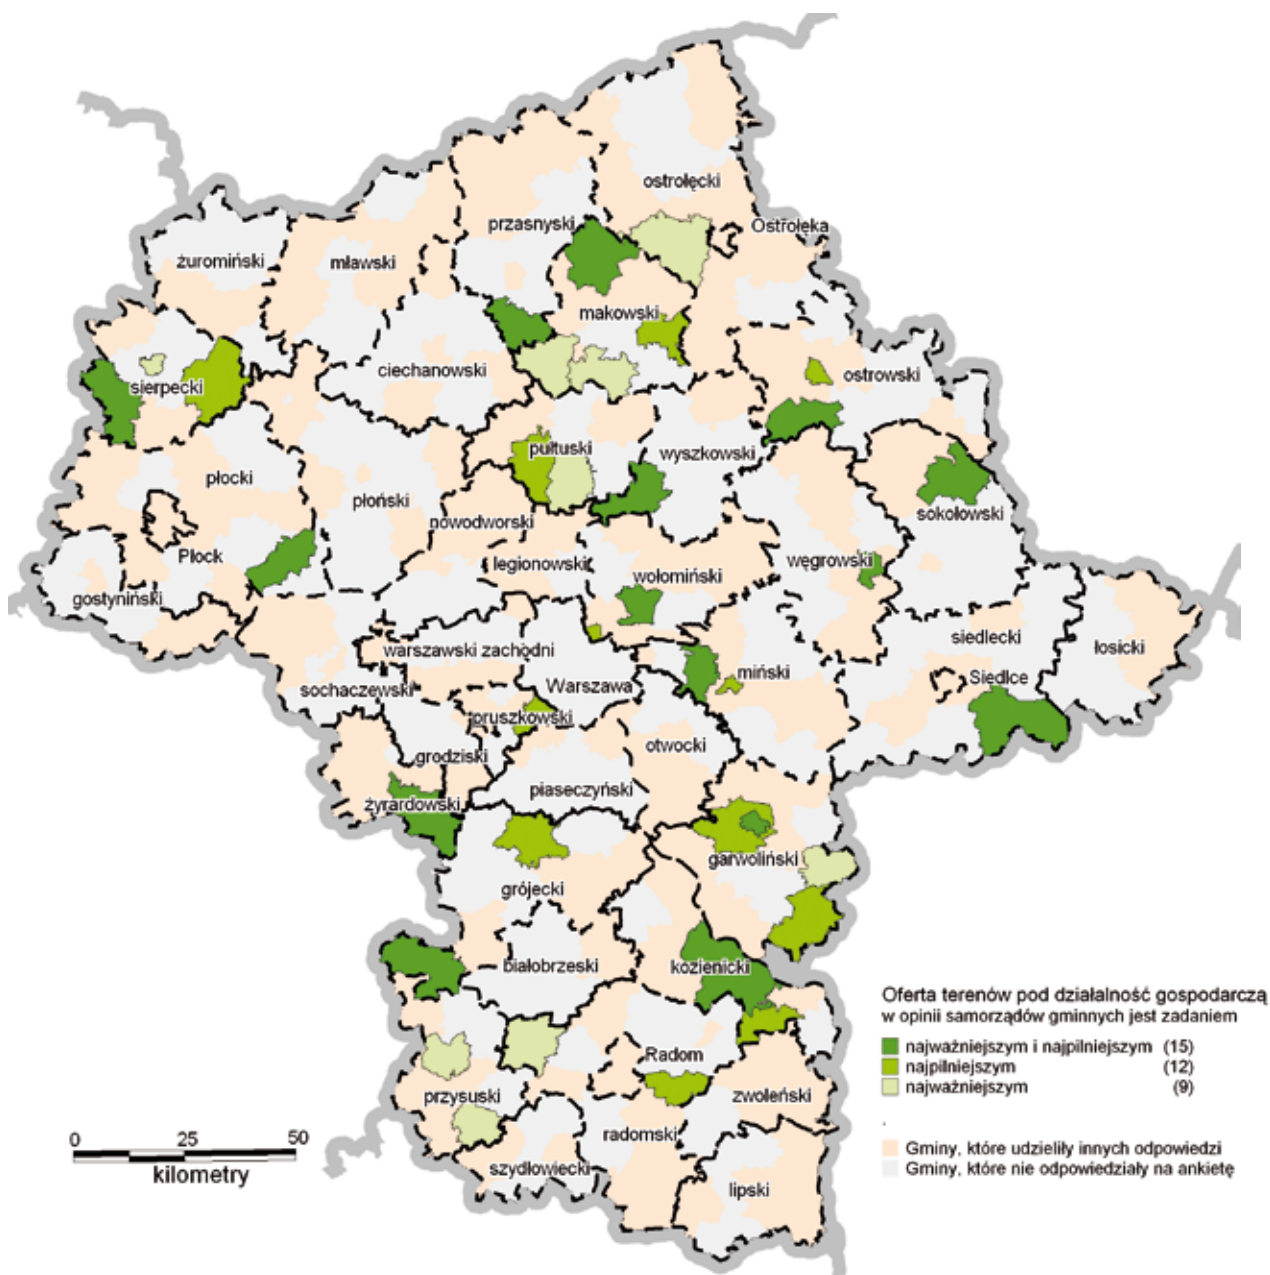 ostrołęcki
przasnyski
Ostrołęka
żuromiński
mławski
makowski
ciechanowski
ostrowski
sierpecki
pułtuski
wyszkowski
płocki
płoński
sokołowski
nowodworski
Płock
legionowski
wołomiński
węgrowski
gostyniński
siedlecki
warszawski zachodni
łosicki
miński
Siedlce
sochaczewski
Warszawa
pruszkowski
otwocki
grodziski
piaseczyński
żyrardowski
garwoliński
grójecki
białobrzeski
kozienicki
Oferta terenów pod działalność gospodarczą
w opinii samorządów gminnych jest zadaniem
najważniejszym i najpilniejszym (15)
najpilniejszym (12)
najważniejszym (9)
Radom
przysuski
zwoleński
radomski
szydłowiecki
lipski
0 25 50
kilometry
Gminy, które udzieliły innych odpowiedzi
Gminy, które nie odpowiedziały na ankietę